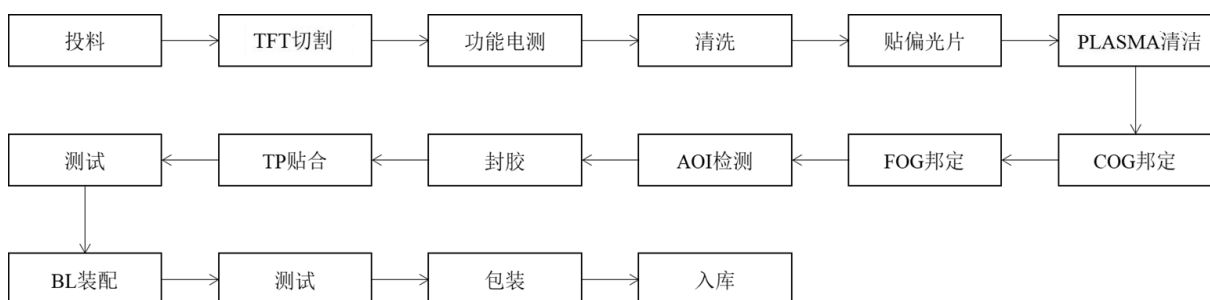 投料
TFT切割
功能电测
清洗
贴偏光片
PLASMA清洁
COG邦定
FOG邦定
AOI检测
封胶
TP贴合
测试
BL装配
测试
包装
入库